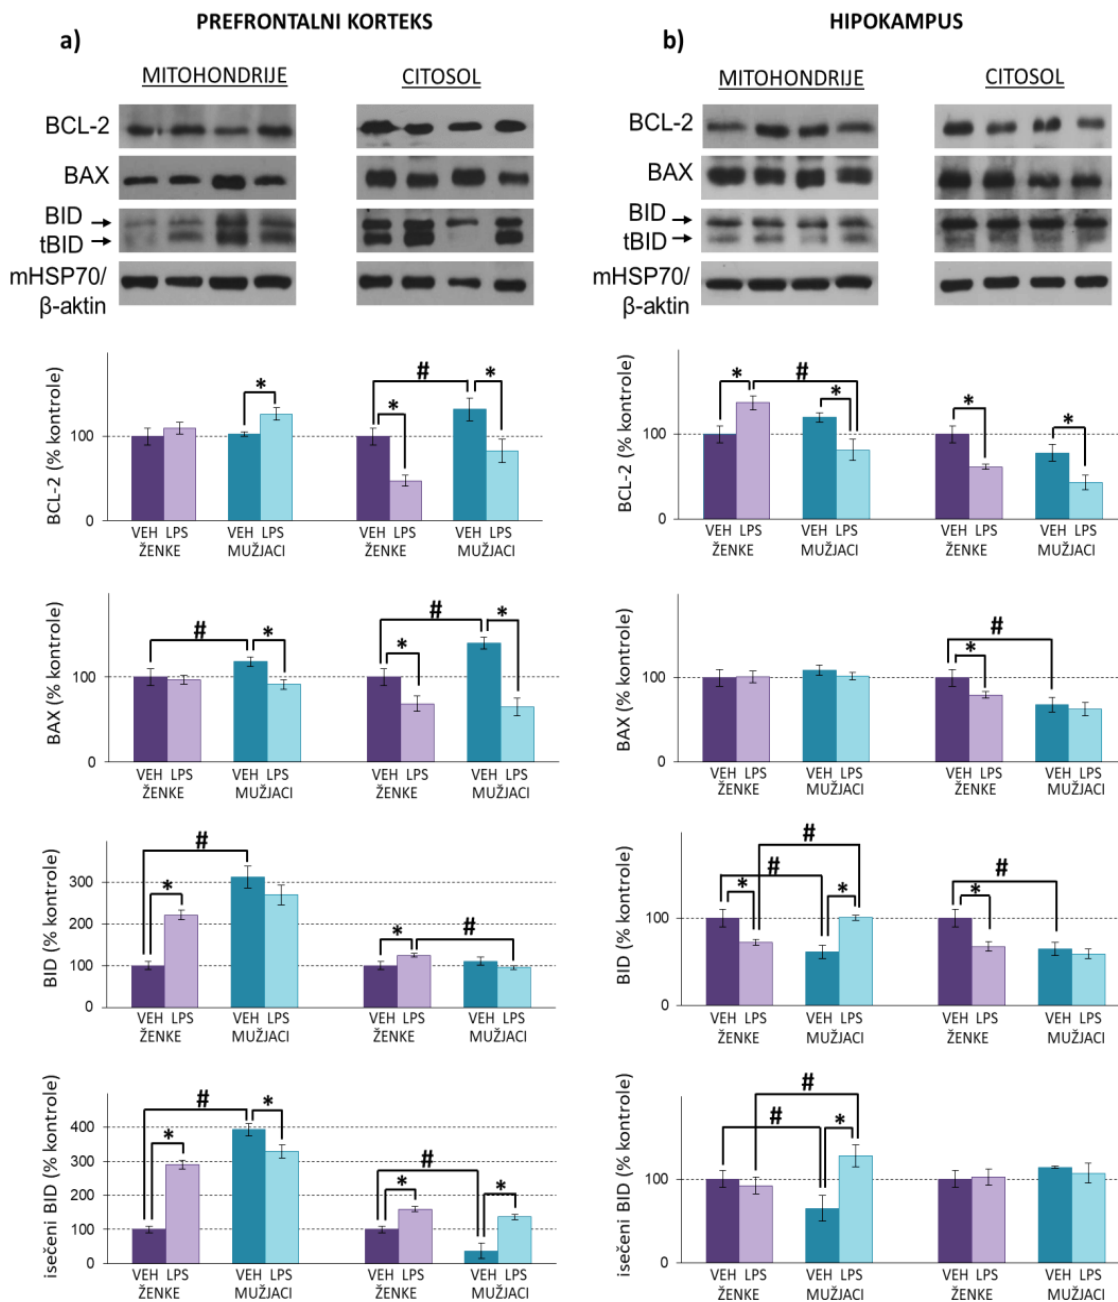 PREFRONTALNI KORTEKS
a)
MITOHONDRIJE CITOSOL
BCL-2
BAX
BID
tBID
mHSP70/
β-aktin
BCL-2 (% kontrole)
100
0
* # * *
VEH LPS VEH LPS VEH LPS VEH LPS
ŽENKE MUŽJACI ŽENKE MUŽJACI
BAX (% kontrole)
100
0
# * # * *
VEH LPS VEH LPS VEH LPS VEH LPS
ŽENKE MUŽJACI ŽENKE MUŽJACI
BID (% kontrole)
300
200
100
0
# * * #
VEH LPS VEH LPS VEH LPS VEH LPS
ŽENKE MUŽJACI ŽENKE MUŽJACI
isečeni BID (% kontrole)
400
300
200
100
0
# * * # * *
VEH LPS VEH LPS VEH LPS VEH LPS
ŽENKE MUŽJACI ŽENKE MUŽJACI
HIPOKAMPUS
b)
MITOHONDRIJE CITOSOL
BCL-2
BAX
BID
tBID
mHSP70/
β-aktin
BCL-2 (% kontrole)
100
0
* # * * *
VEH LPS VEH LPS VEH LPS VEH LPS
ŽENKE MUŽJACI ŽENKE MUŽJACI
BAX (% kontrole)
100
0
# *
VEH LPS VEH LPS VEH LPS VEH LPS
ŽENKE MUŽJACI ŽENKE MUŽJACI
BID (% kontrole)
100
0
# # * * # *
VEH LPS VEH LPS VEH LPS VEH LPS
ŽENKE MUŽJACI ŽENKE MUŽJACI
isečeni BID (% kontrole)
100
0
# # *
VEH LPS VEH LPS VEH LPS VEH LPS
ŽENKE MUŽJACI ŽENKE MUŽJACI